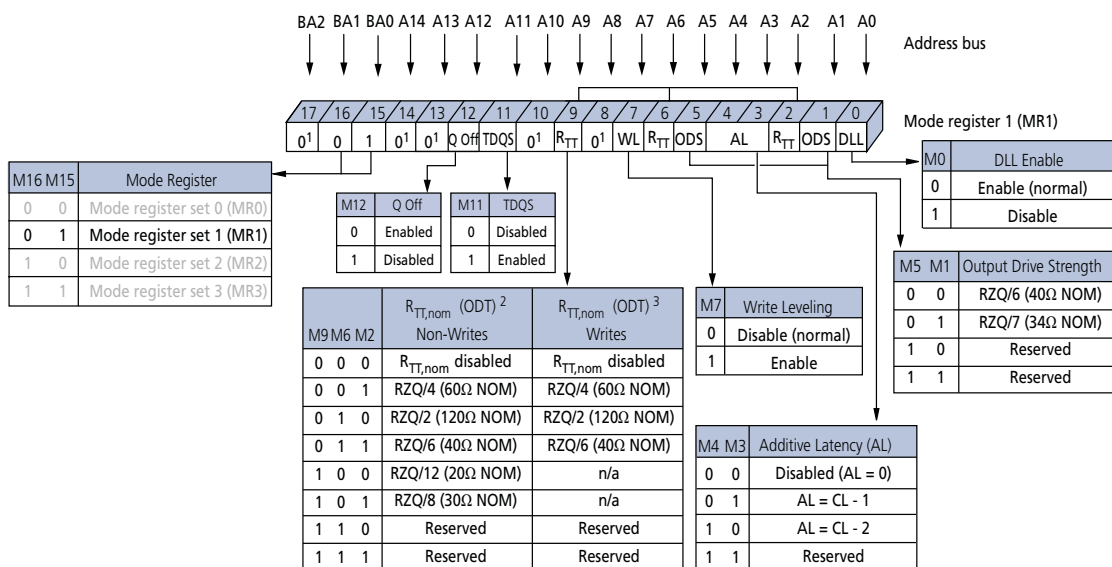 BA2 BA1 BA0 A14 A13 A12 A11 A10 A9 A8 A7 A6 A5 A4 A3 A2 A1 A0
Address bus
17 16 15 14 13 12 11 10 9 8 7 6 5 4 3 2 1 0
Mode register 1 (MR1)
0¹ 0 1 0¹ 0¹ Q Off TDQS 0¹ RTT 0¹ WL RTT ODS AL RTT ODS DLL
M16 M15 Mode Register
0 0 Mode register set 0 (MR0)
0 1 Mode register set 1 (MR1)
1 0 Mode register set 2 (MR2)
1 1 Mode register set 3 (MR3)
M12 Q Off
0 Enabled
1 Disabled
M11 TDQS
0 Disabled
1 Enabled
M0 DLL Enable
0 Enable (normal)
1 Disable
M5 M1 Output Drive Strength
0 0 RZQ/6 (40Ω NOM)
0 1 RZQ/7 (34Ω NOM)
1 0 Reserved
1 1 Reserved
RTT,nom (ODT) ² RTT,nom (ODT) ³
M9 M6 M2 Non-Writes Writes
0 0 0 RTT,nom disabled RTT,nom disabled
0 0 1 RZQ/4 (60Ω NOM) RZQ/4 (60Ω NOM)
0 1 0 RZQ/2 (120Ω NOM) RZQ/2 (120Ω NOM)
0 1 1 RZQ/6 (40Ω NOM) RZQ/6 (40Ω NOM)
1 0 0 RZQ/12 (20Ω NOM) n/a
1 0 1 RZQ/8 (30Ω NOM) n/a
1 1 0 Reserved Reserved
1 1 1 Reserved Reserved
M7 Write Leveling
0 Disable (normal)
1 Enable
M4 M3 Additive Latency (AL)
0 0 Disabled (AL = 0)
0 1 AL = CL - 1
1 0 AL = CL - 2
1 1 Reserved